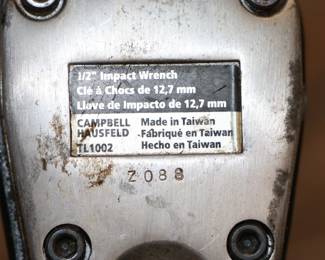 1/2" Impact Wrench
Clé à Chocs de 12,7 mm
Llave de Impacto de 12,7 mm
CAMPBELL Made in Taiwan
HAUSFELD Fabriqué en Taiwan
TL1002 Hecho en Taiwan
Z088